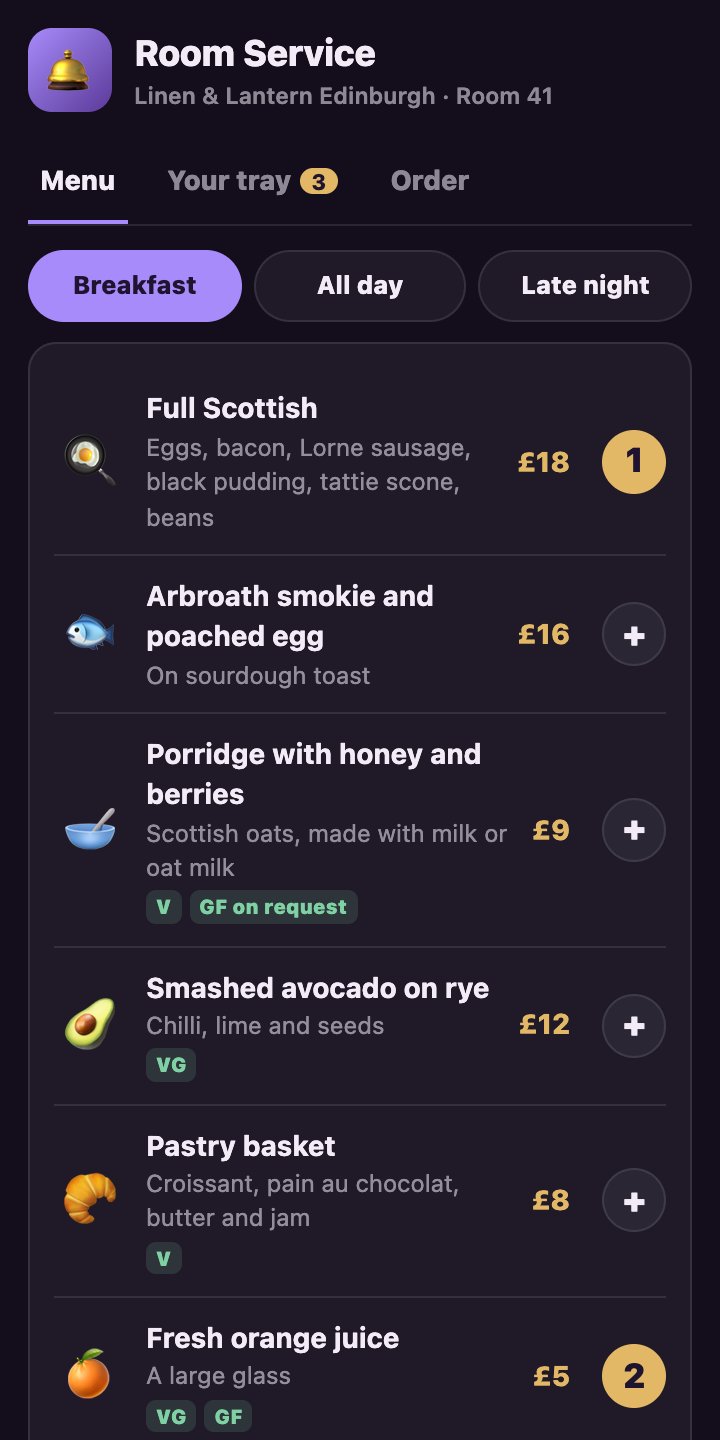 Room Service
Linen & Lantern Edinburgh · Room 41
Menu
Your tray 3
Order
Breakfast
All day
Late night
Full Scottish
Eggs, bacon, Lorne sausage,
black pudding, tattie scone,
beans
£18
1
Arbroath smokie and
poached egg
On sourdough toast
£16
+
Porridge with honey and
berries
Scottish oats, made with milk or
oat milk
V
GF on request
£9
+
Smashed avocado on rye
Chilli, lime and seeds
VG
£12
+
Pastry basket
Croissant, pain au chocolat,
butter and jam
V
£8
+
Fresh orange juice
A large glass
VG
GF
£5
2